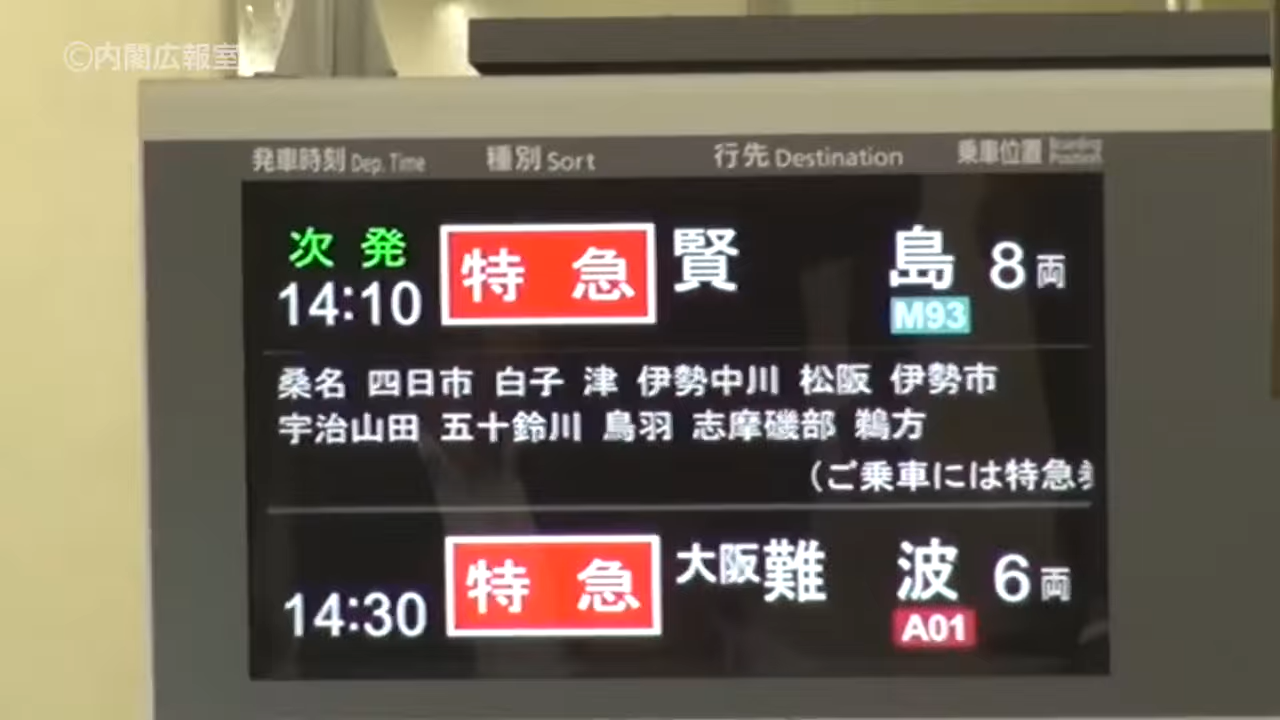 ©内閣広報室
発車時刻 Dep. Time 種別 Sort 行先 Destination 乗車位置 Boarding Position
次発
14:10 特急 賢島 8両
M93
桑名 四日市 白子 津 伊勢中川 松阪 伊勢市
宇治山田 五十鈴川 鳥羽 志摩磯部 鵜方
(ご乗車には特急
14:30 特急 大阪難波 6両
A01